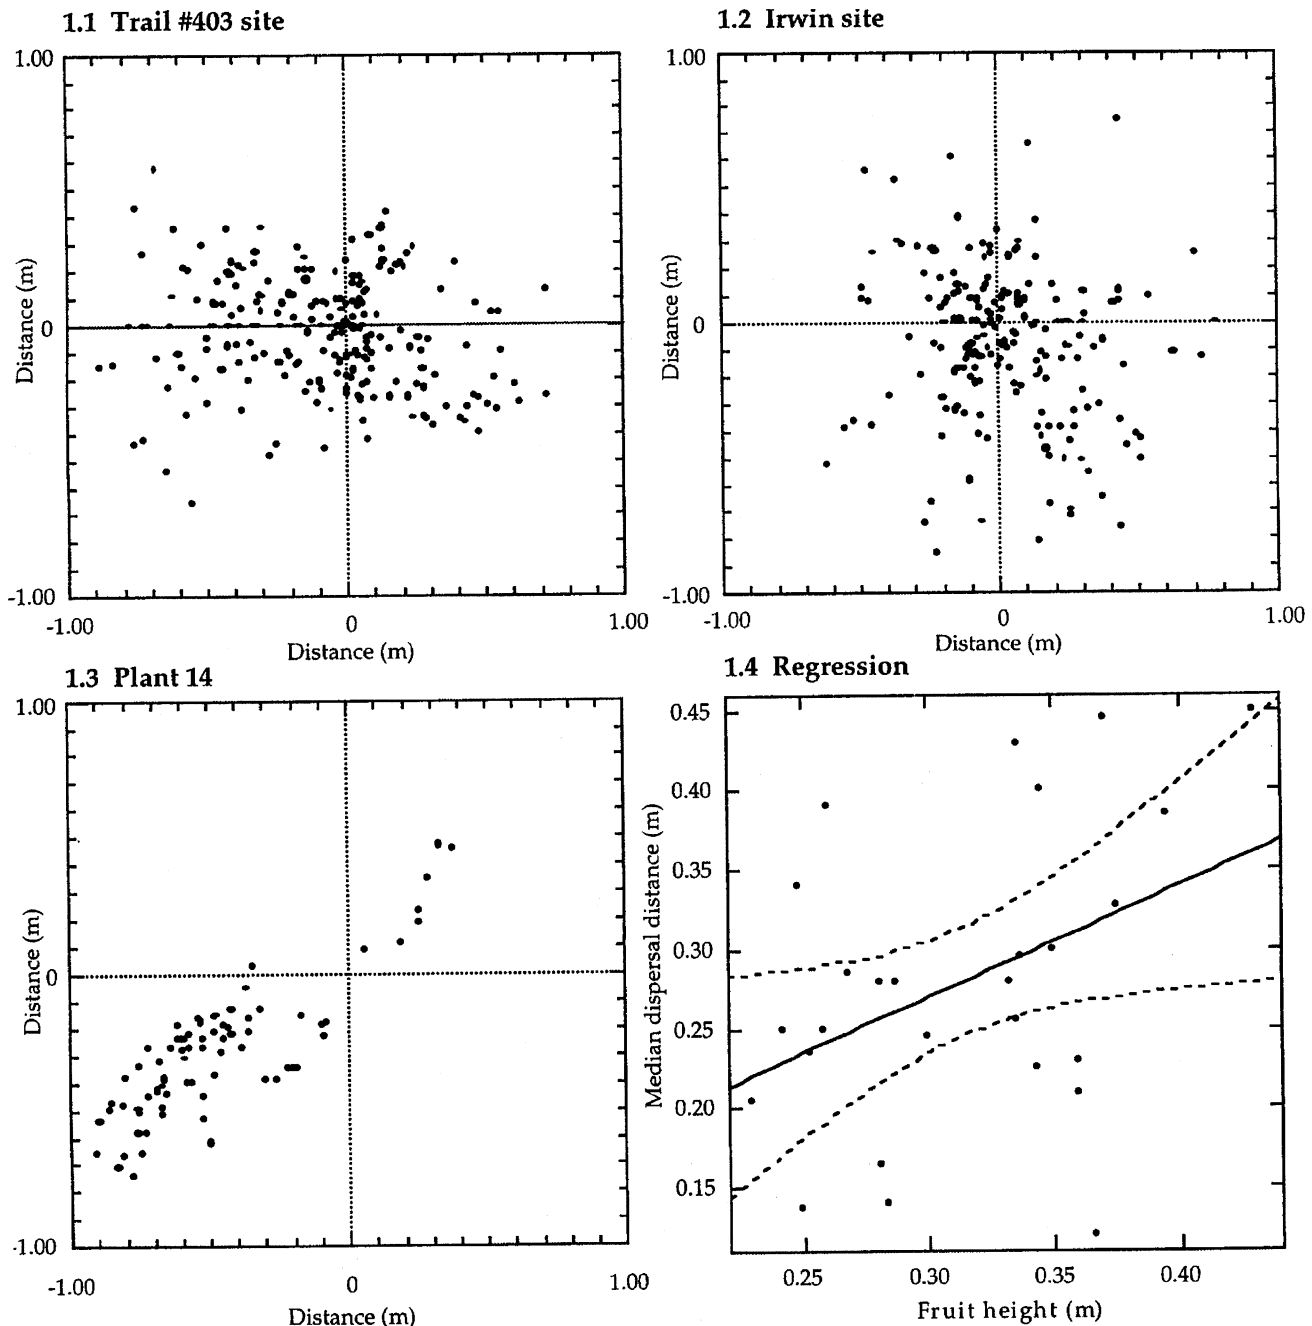 1.1 Trail #403 site
1.00
Distance (m)
0
-1.00
-1.00
0
1.00
Distance (m)
1.2 Irwin site
1.00
Distance (m)
0
-1.00
-1.00
0
1.00
Distance (m)
1.3 Plant 14
1.00
Distance (m)
0
-1.00
-1.00
0
1.00
Distance (m)
1.4 Regression
0.45
0.40
0.35
0.30
0.25
0.20
0.15
Median dispersal distance (m)
0.25
0.30
0.35
0.40
Fruit height (m)